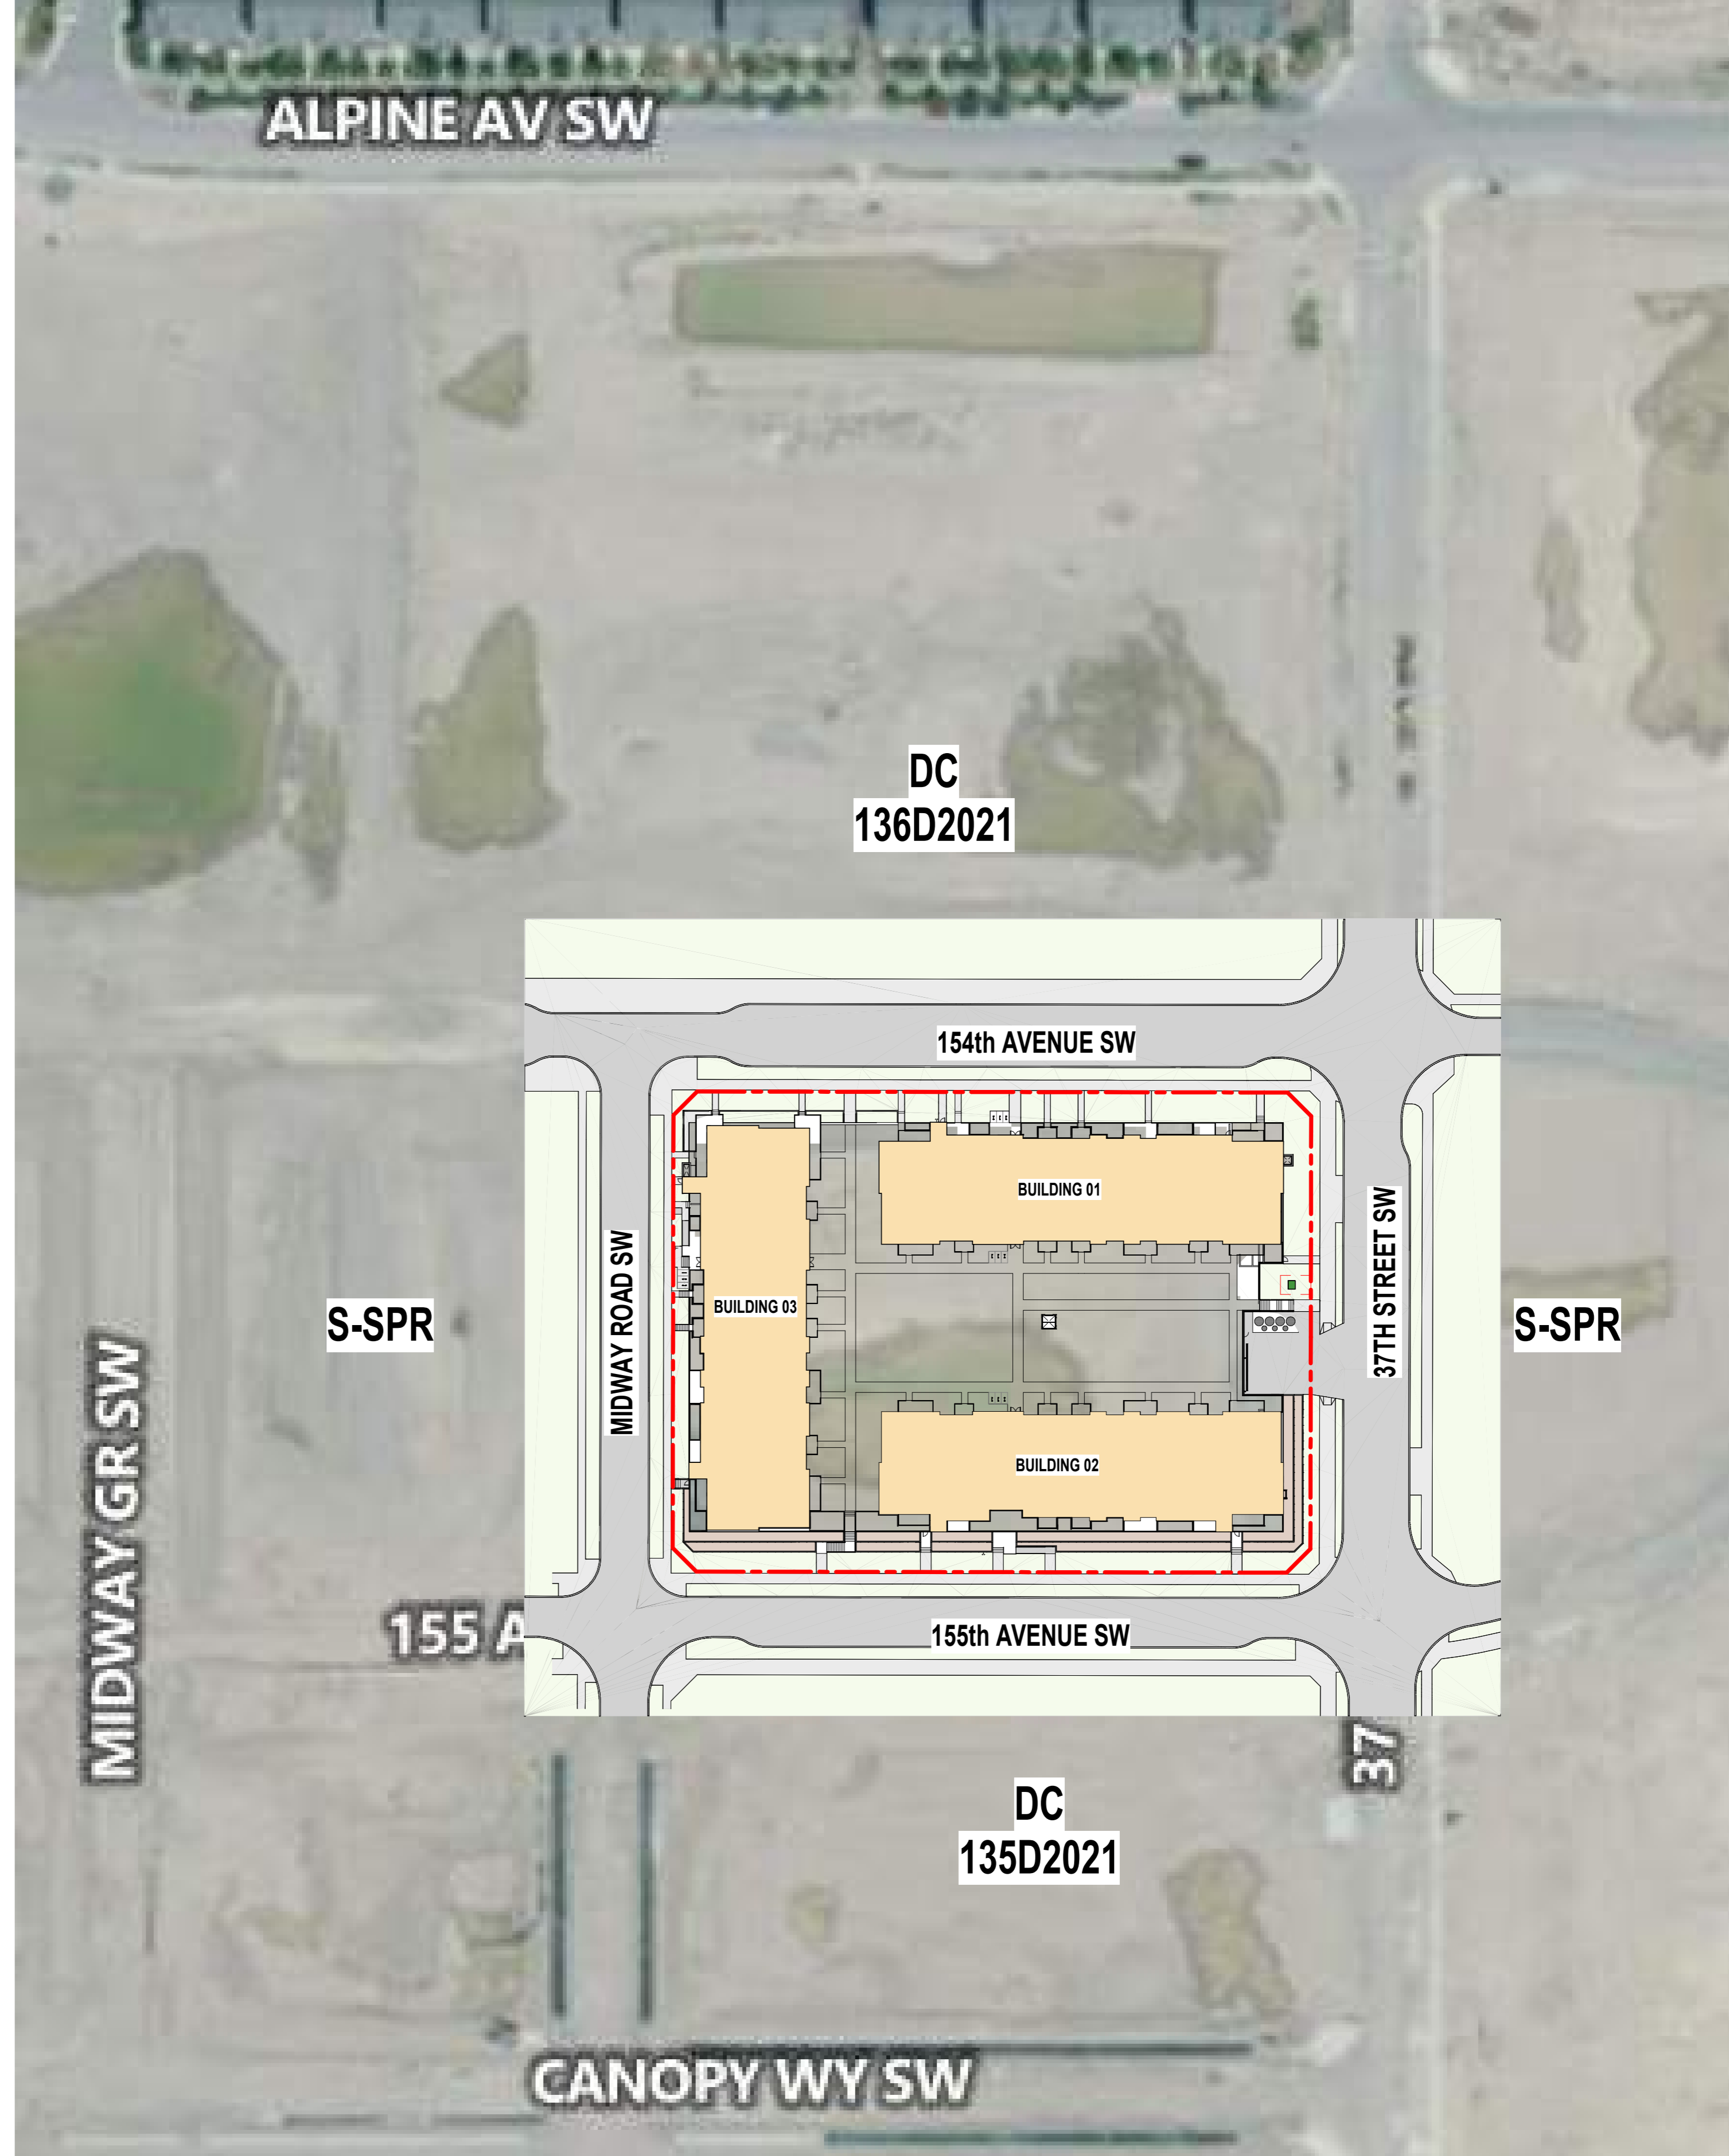 ALPINE AV SW
DC
136D2021
154th AVENUE SW
BUILDING 01
MIDWAY ROAD SW
BUILDING 03
37TH STREET SW
S-SPR
S-SPR
MIDWAY GR SW
BUILDING 02
155 A
155th AVENUE SW
37
DC
135D2021
CANOPY WY SW